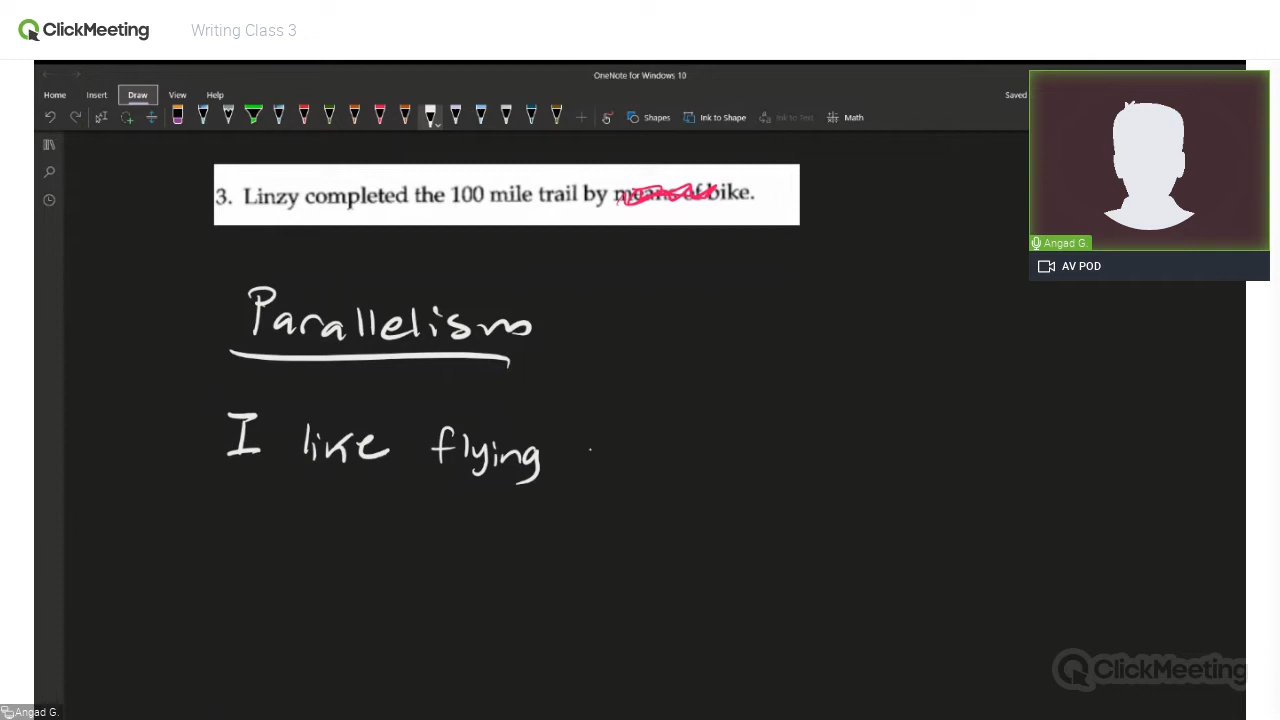 ClickMeeting Writing Class 3
OneNote for Windows 10
Home Insert Draw View Help Saved
Shapes Ink to Shape Ink to Text Math
3. Linzy completed the 100 mile trail by means of bike.
Parallelism
I like flying
Angad G.
AV POD
ClickMeeting
Angad G.